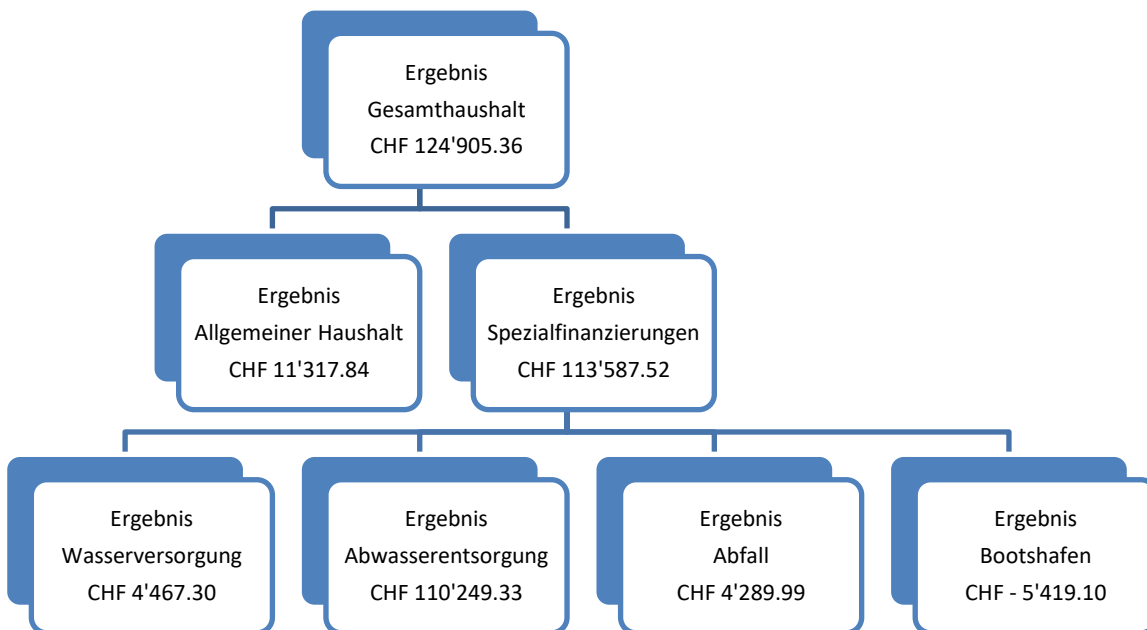 Ergebnis
Gesamthaushalt
CHF 124'905.36
Ergebnis
Allgemeiner Haushalt
CHF 11'317.84
Ergebnis
Spezialfinanzierungen
CHF 113'587.52
Ergebnis
Wasserversorgung
CHF 4'467.30
Ergebnis
Abwasserentsorgung
CHF 110'249.33
Ergebnis
Abfall
CHF 4'289.99
Ergebnis
Bootshafen
CHF - 5'419.10